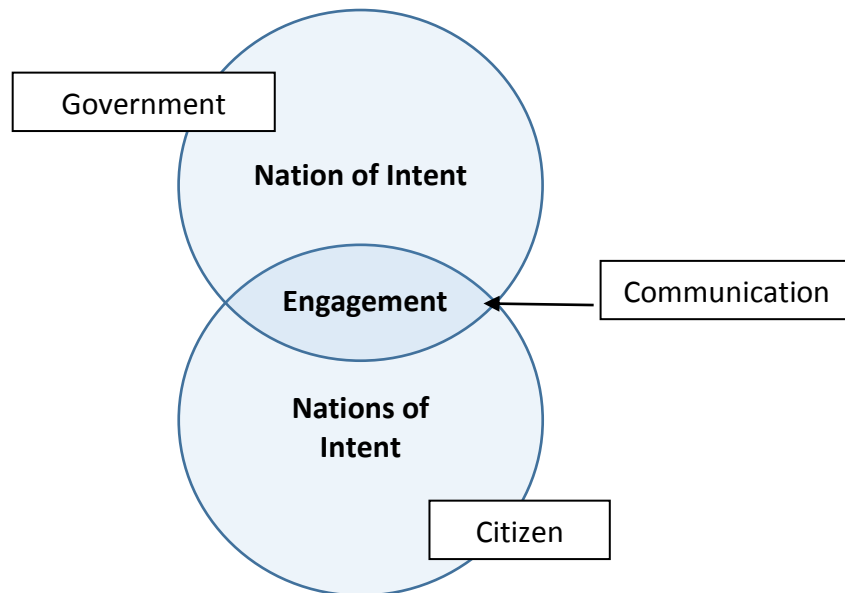 Government
Nation of Intent
Engagement
Communication
Nations of
Intent
Citizen